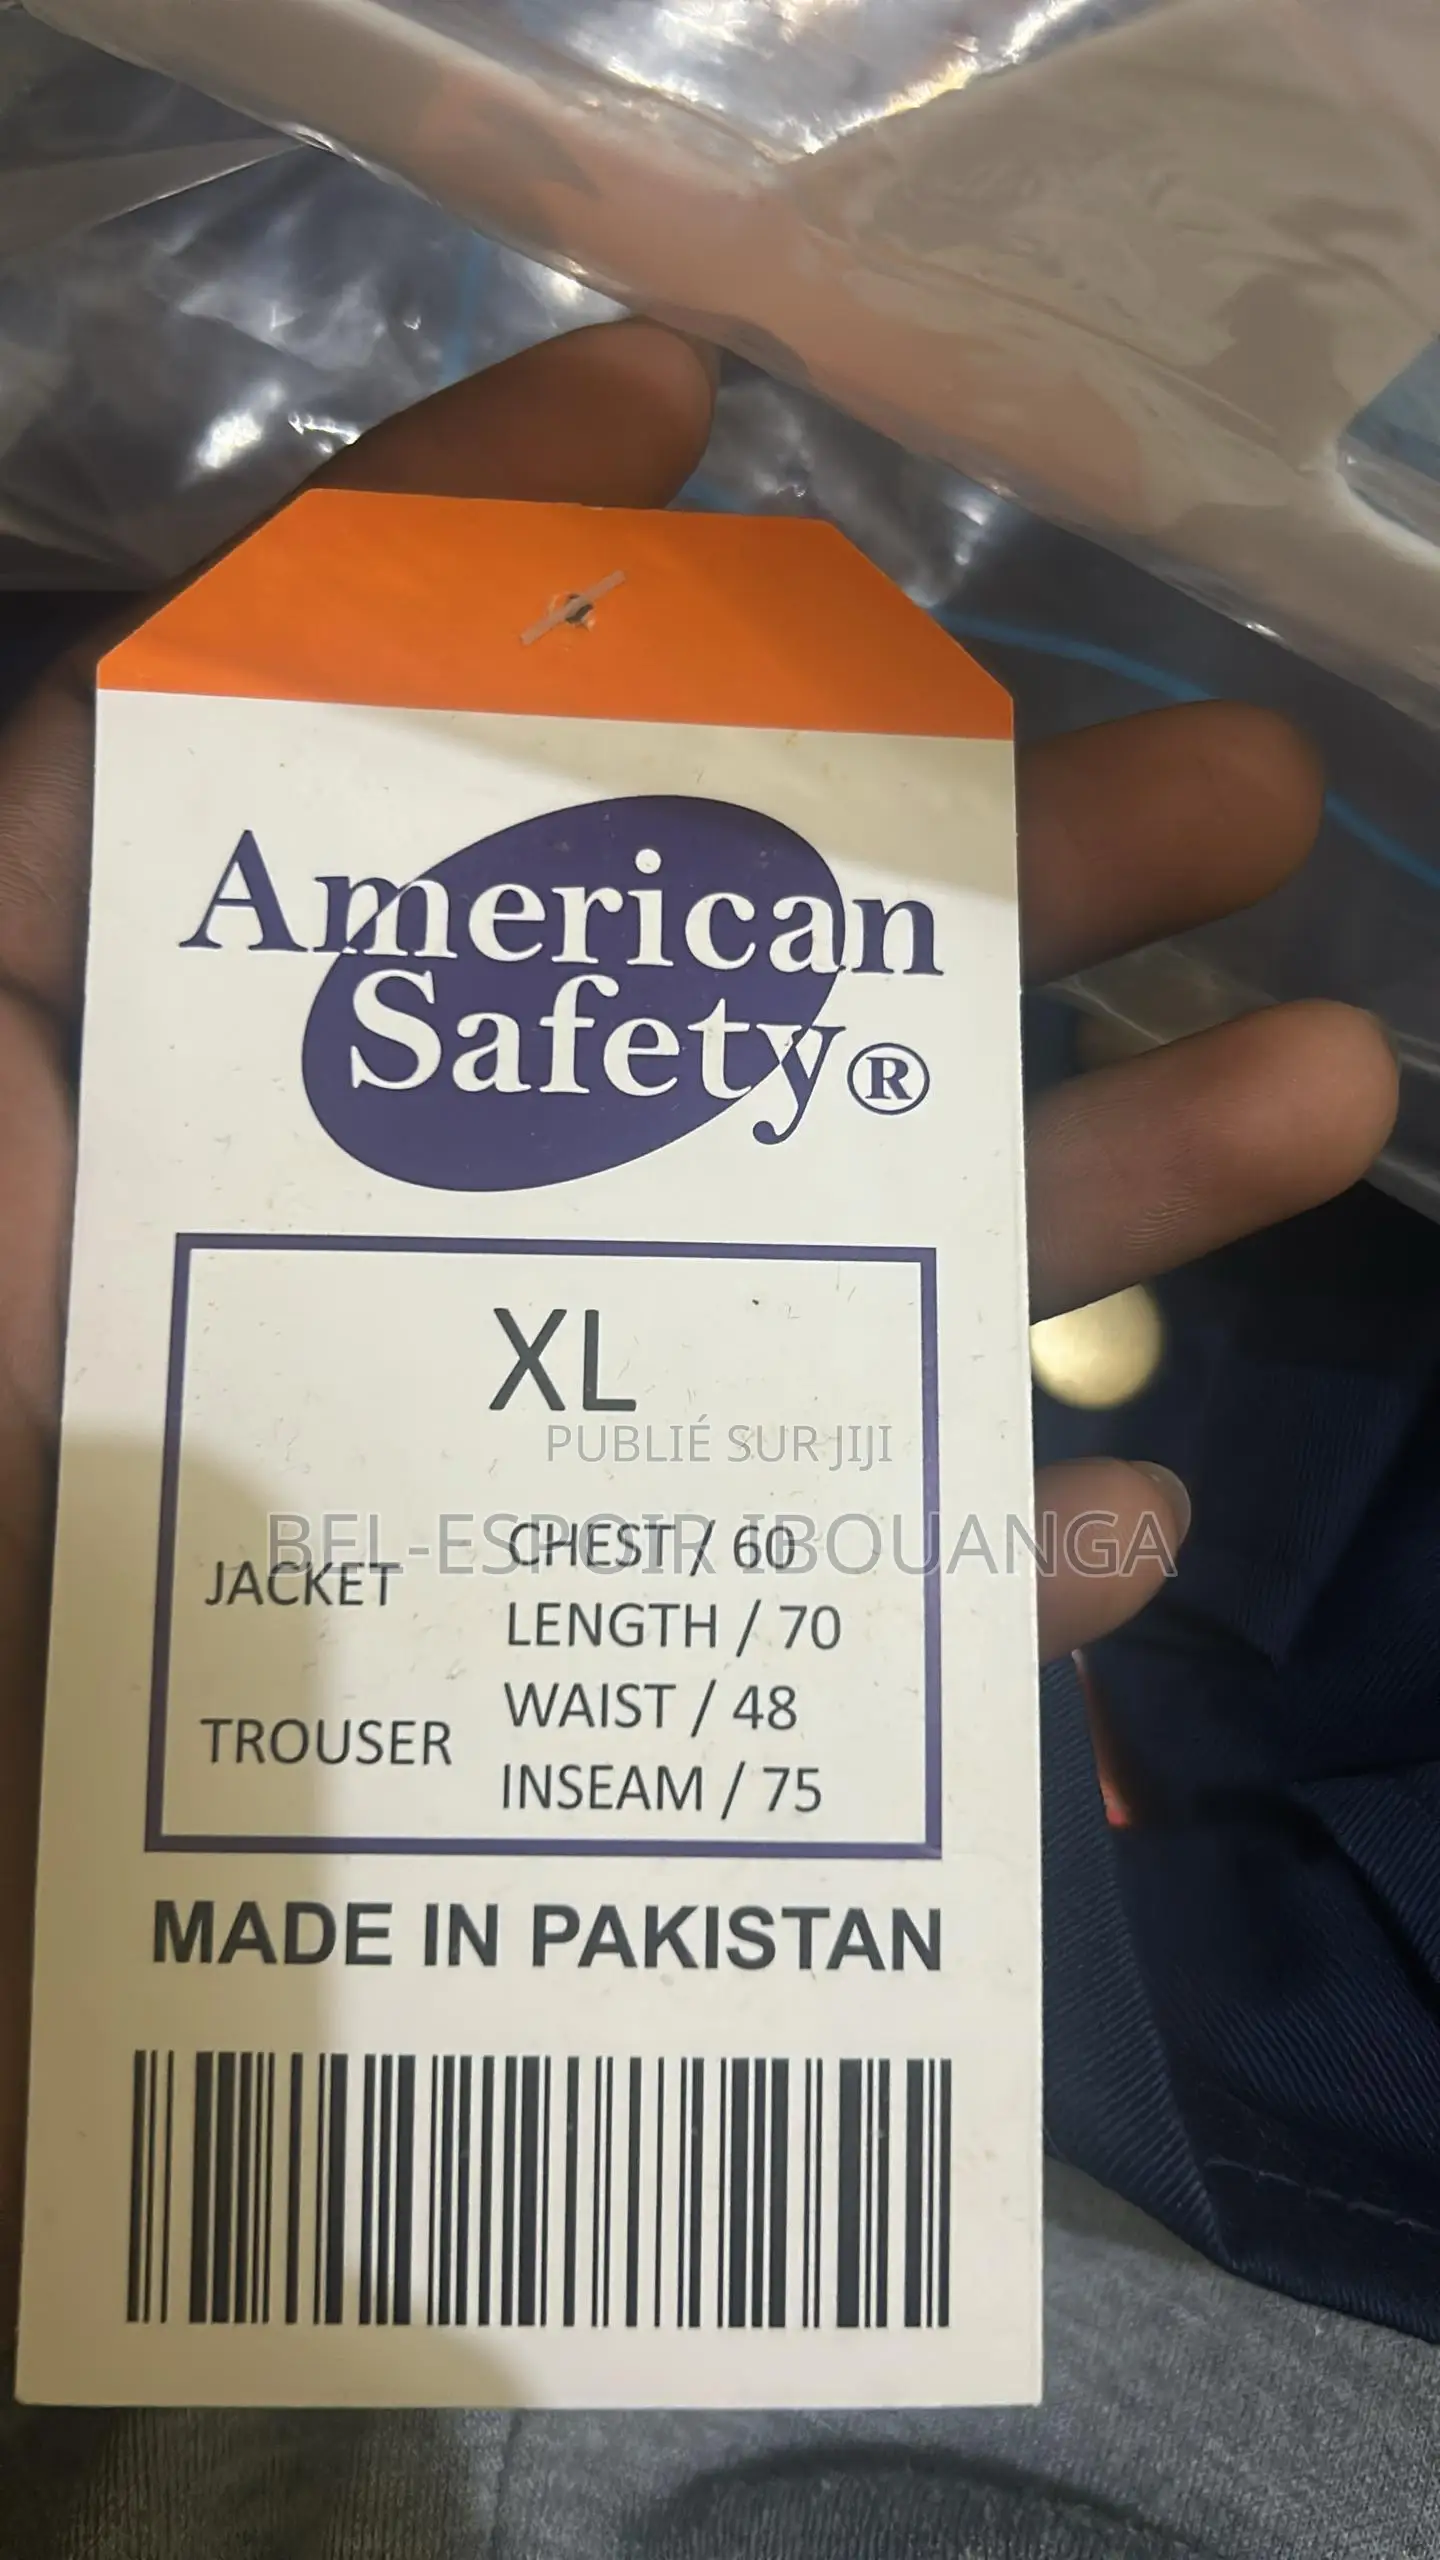 American
Safety®
XL
PUBLIÉ SUR JIJI
BEL-ESPOIR IBOUANGA
JACKET
CHEST / 60
LENGTH / 70
TROUSER
WAIST / 48
INSEAM / 75
MADE IN PAKISTAN